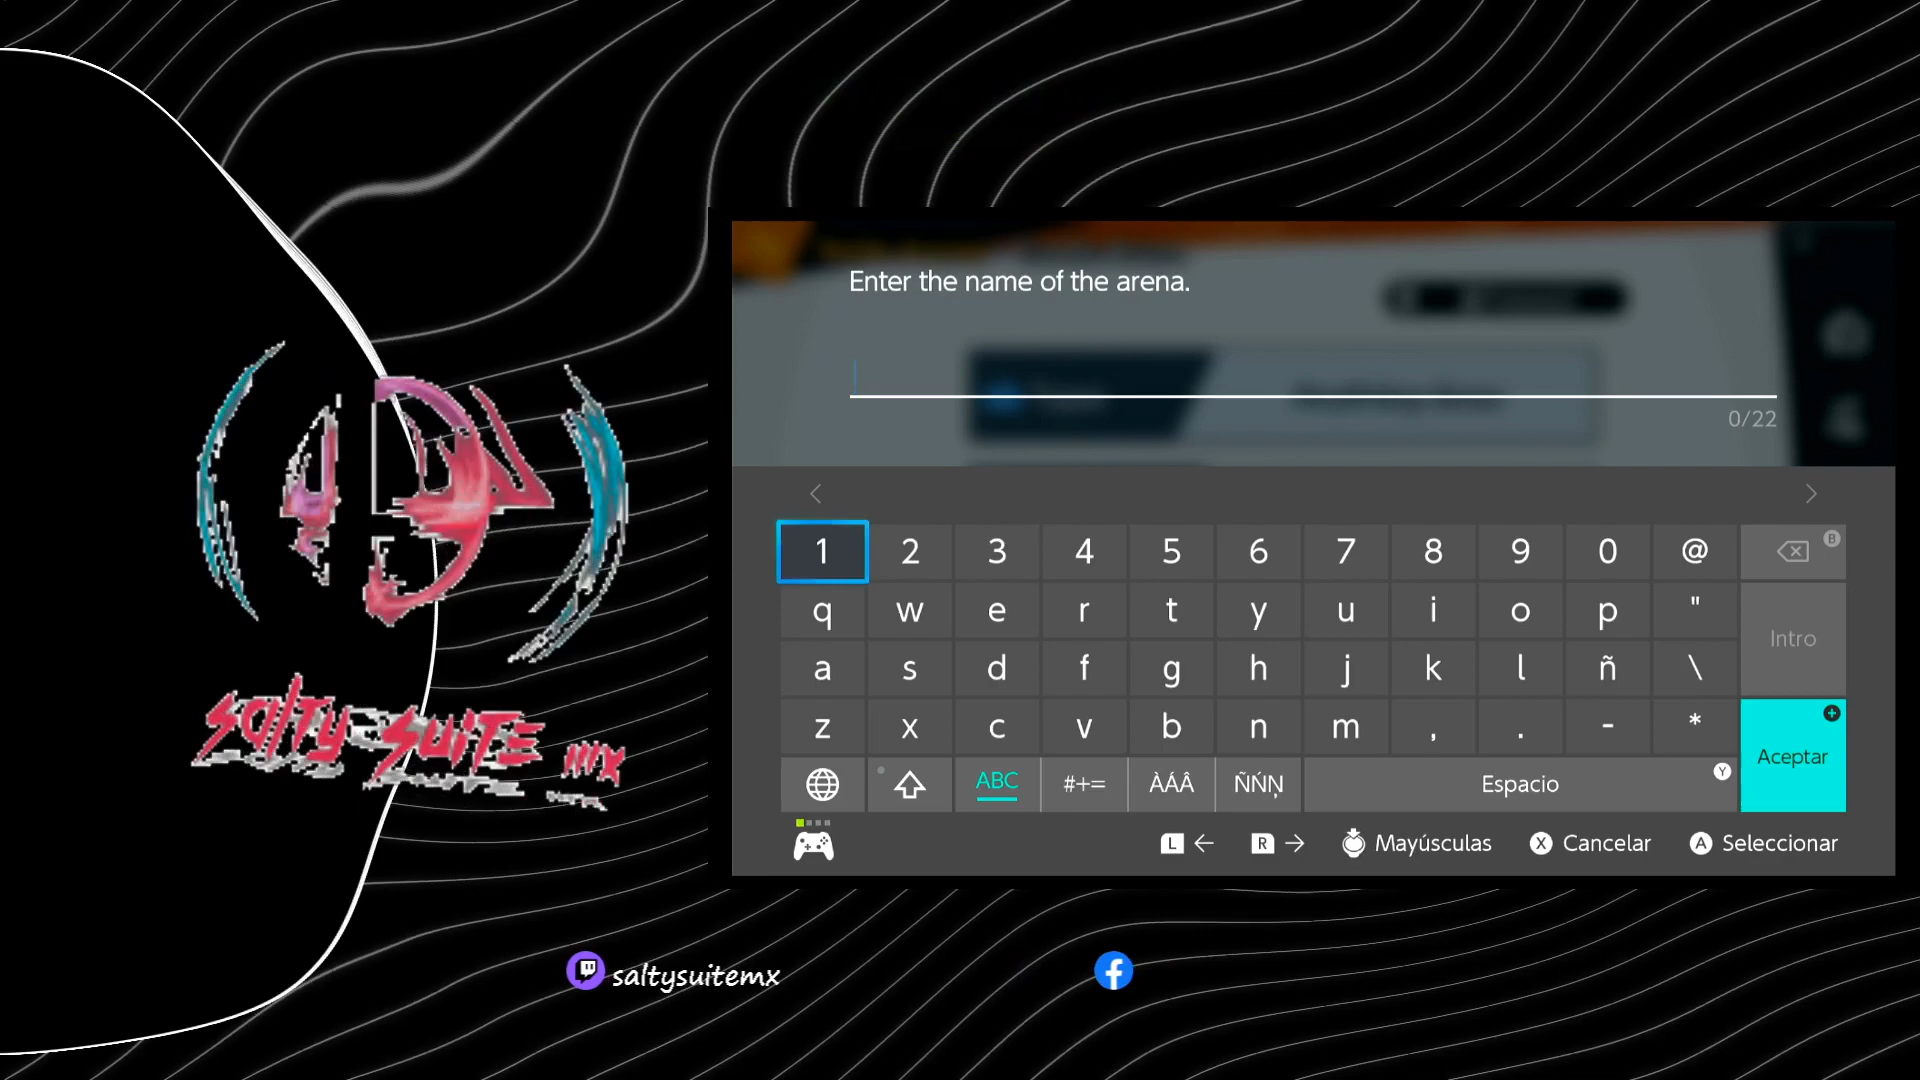 Enter the name of the arena.
0/22
1 2 3 4 5 6 7 8 9 0 @
q w e r t y u i o p "
Intro
a s d f g h j k l ñ \
z x c v b n m , . - *
Aceptar
ABC #+= ÀÁÂ ÑŃŅ Espacio
L ← R → Mayúsculas X Cancelar A Seleccionar
SALTY SUITE MX
saltysuitemx